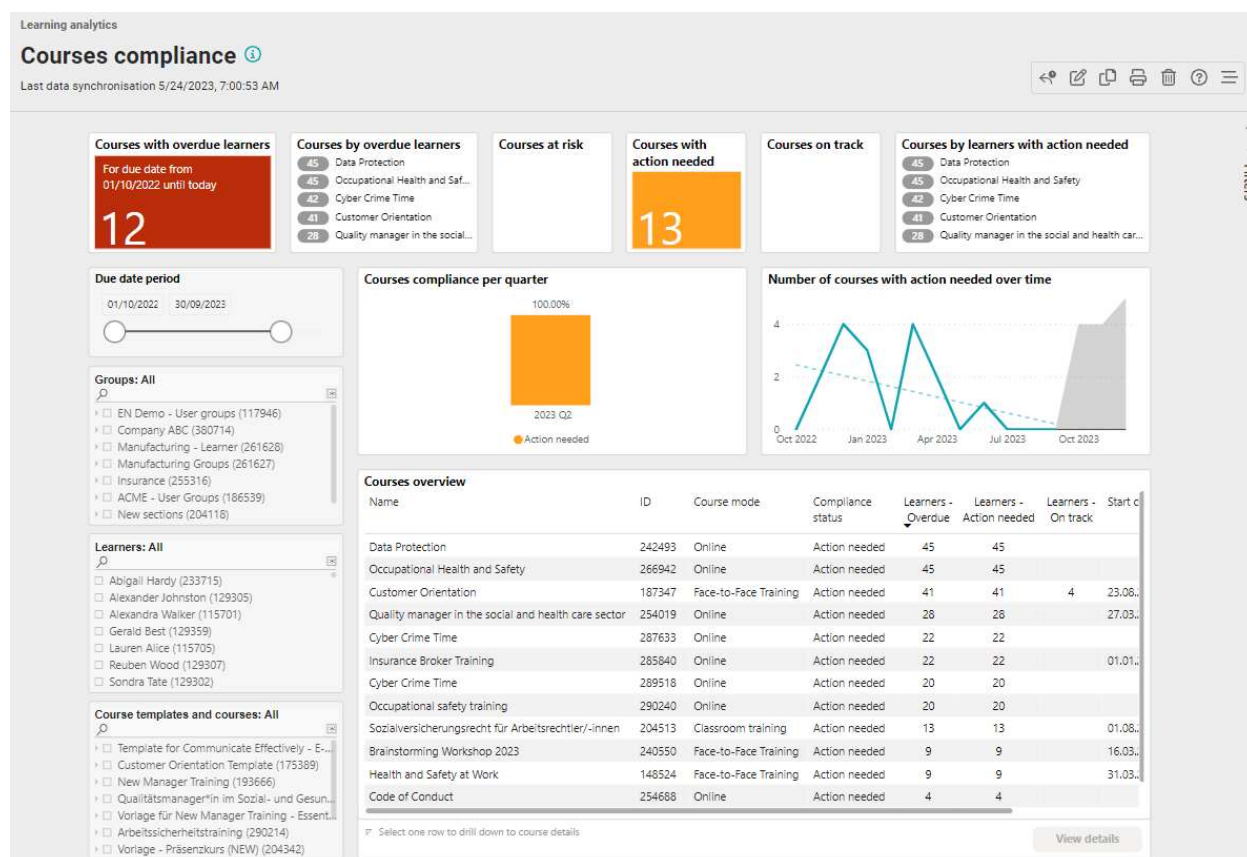 Learning analytics
Courses compliance
Last data synchronisation 5/24/2023, 7:00:53 AM
Courses with overdue learners
For due date from
01/10/2022 until today
12
Courses by overdue learners
45 Data Protection
45 Occupational Health and Saf...
42 Cyber Crime Time
41 Customer Orientation
28 Quality manager in the social...
Courses at risk
Courses with
action needed
13
Courses on track
Courses by learners with action needed
45 Data Protection
45 Occupational Health and Safety
42 Cyber Crime Time
41 Customer Orientation
28 Quality manager in the social and health car...
Due date period
01/10/2022 30/09/2023
Groups: All
EN Demo - User groups (117946)
Company ABC (380714)
Manufacturing - Learner (261628)
Manufacturing Groups (261627)
Insurance (255316)
ACME - User Groups (186539)
New sections (204118)
Learners: All
Abigail Hardy (233715)
Alexander Johnston (129305)
Alexandra Walker (115701)
Gerald Best (129359)
Lauren Alice (115705)
Reuben Wood (129307)
Sondra Tate (129302)
Course templates and courses: All
Template for Communicate Effectively - E-...
Customer Orientation Template (175389)
New Manager Training (193666)
Qualitätsmanager*in im Sozial- und Gesun...
Vorlage für New Manager Training - Essent...
Arbeitssicherheitstraining (290214)
Vorlage - Präsenzkurs (NEW) (204342)
Courses compliance per quarter
100.00%
2023 Q2
Action needed
Number of courses with action needed over time
4
2
0
Oct 2022 Jan 2023 Apr 2023 Jul 2023 Oct 2023
Courses overview
Name ID Course mode Compliance status Learners - Overdue Learners - Action needed Learners - On track Start d
Data Protection 242493 Online Action needed 45 45
Occupational Health and Safety 266942 Online Action needed 45 45
Customer Orientation 187347 Face-to-Face Training Action needed 41 41 4 23.08..
Quality manager in the social and health care sector 254019 Online Action needed 28 28 27.03..
Cyber Crime Time 287633 Online Action needed 22 22
Insurance Broker Training 285840 Online Action needed 22 22 01.01..
Cyber Crime Time 289518 Online Action needed 20 20
Occupational safety training 290240 Online Action needed 20 20
Sozialversicherungsrecht für Arbeitsrechtler/-innen 204513 Classroom training Action needed 13 13 01.08..
Brainstorming Workshop 2023 240550 Face-to-Face Training Action needed 9 9 16.03..
Health and Safety at Work 148524 Face-to-Face Training Action needed 9 9 31.03..
Code of Conduct 254688 Online Action needed 4 4
Select one row to drill down to course details
View details